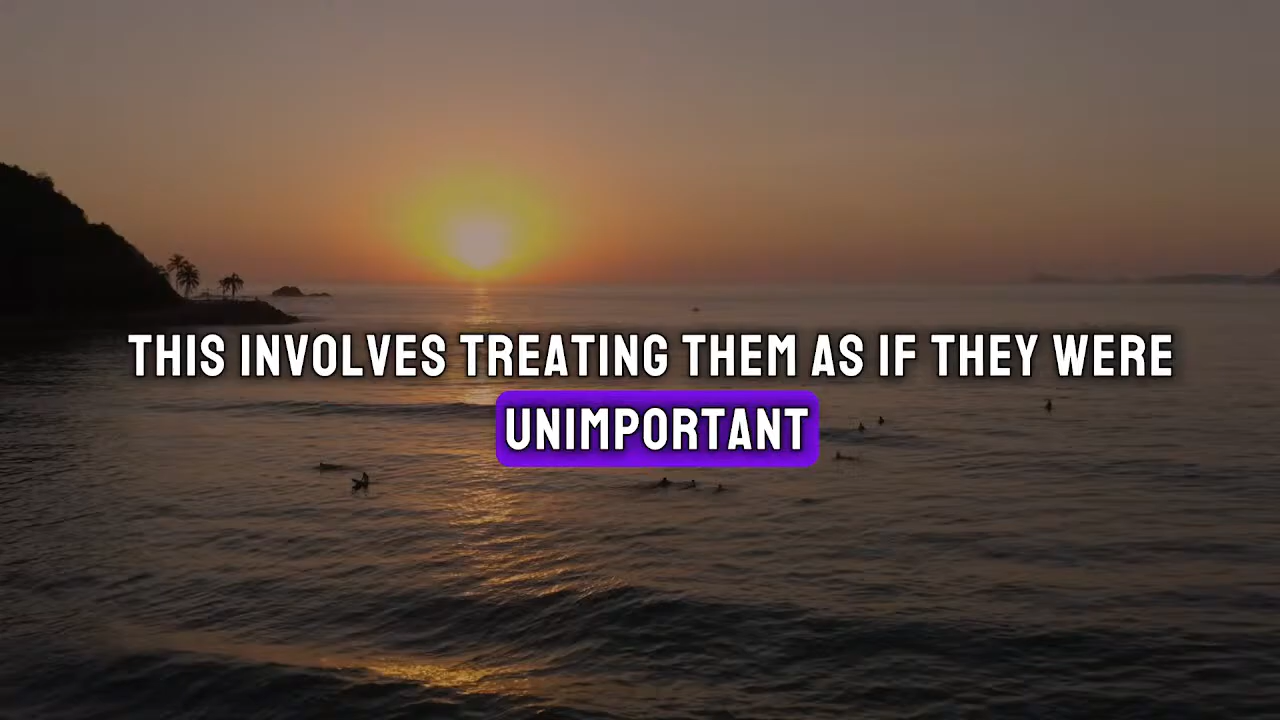 THIS INVOLVES TREATING THEM AS IF THEY WERE
UNIMPORTANT